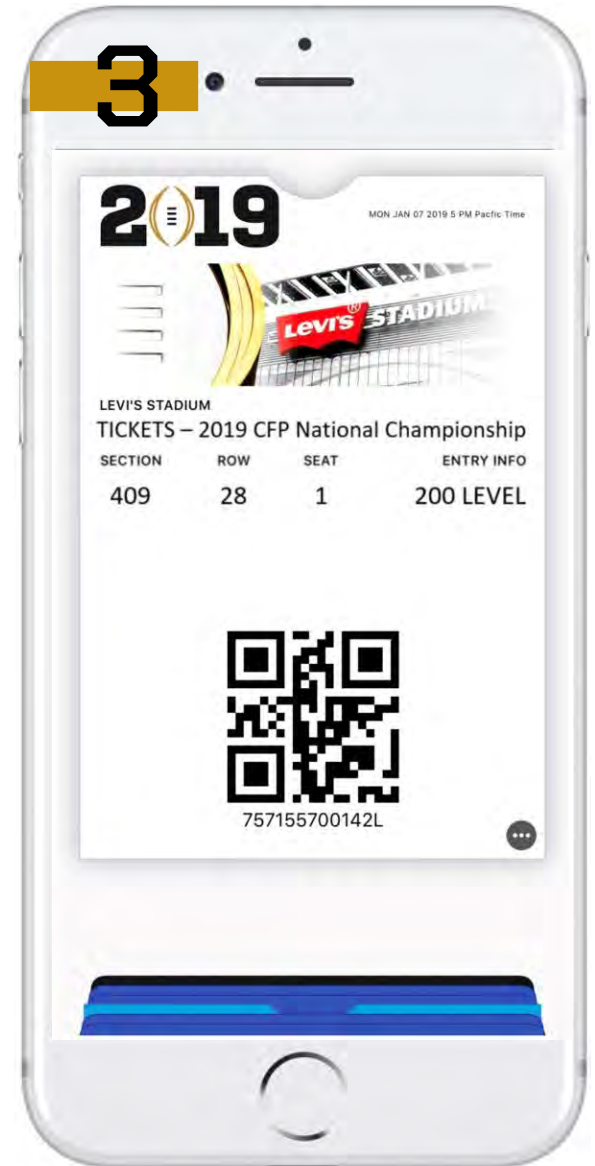 3
2019
MON JAN 07 2019 5 PM Pacfic Time
LEVI'S® STADIUM
LEVI'S STADIUM
TICKETS – 2019 CFP National Championship
SECTION ROW SEAT ENTRY INFO
409 28 1 200 LEVEL
757155700142L